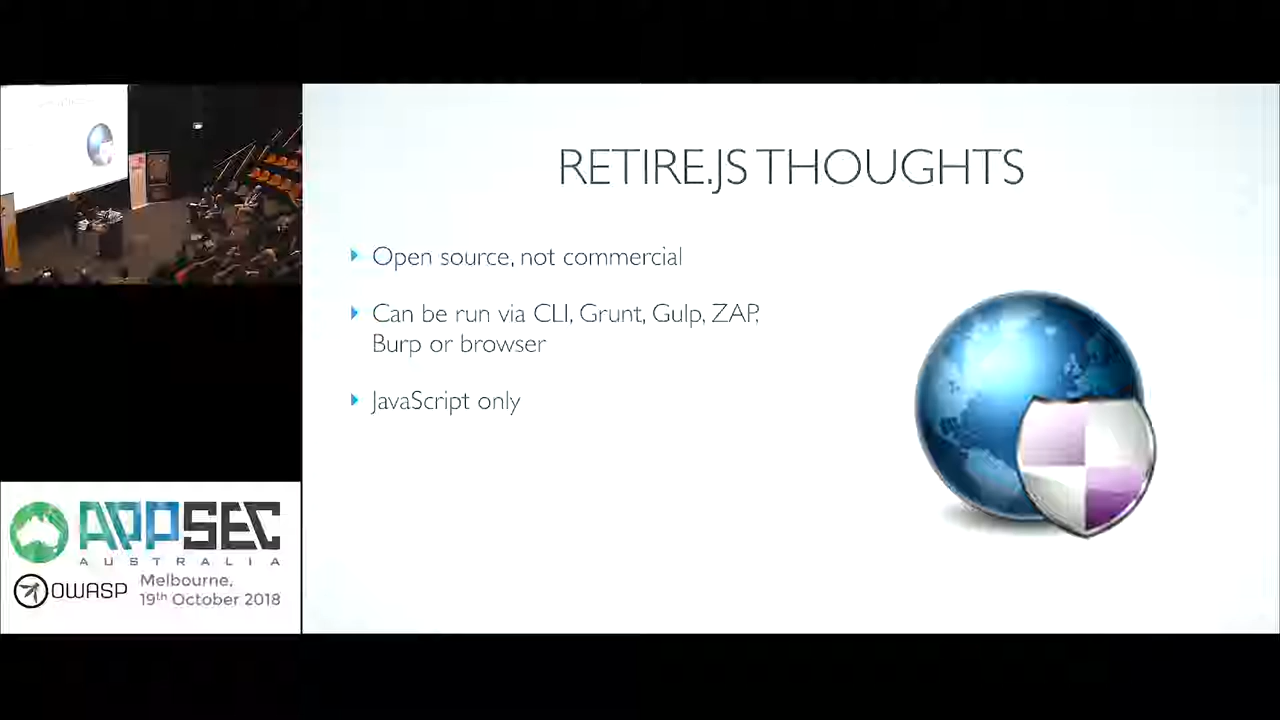 RETIRE.JS THOUGHTS
Open source, not commercial
Can be run via CLI, Grunt, Gulp, ZAP,
Burp or browser
JavaScript only
APPSEC
AUSTRALIA
OWASP
Melbourne,
19th October 2018